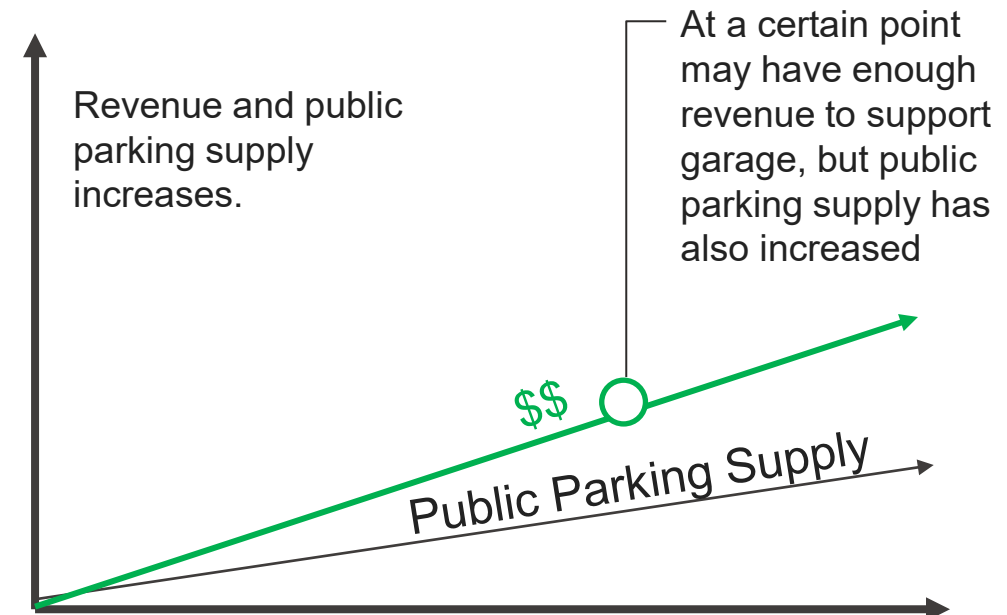 Revenue and public
parking supply
increases.
At a certain point
may have enough
revenue to support
garage, but public
parking supply has
also increased
$$
Public Parking Supply